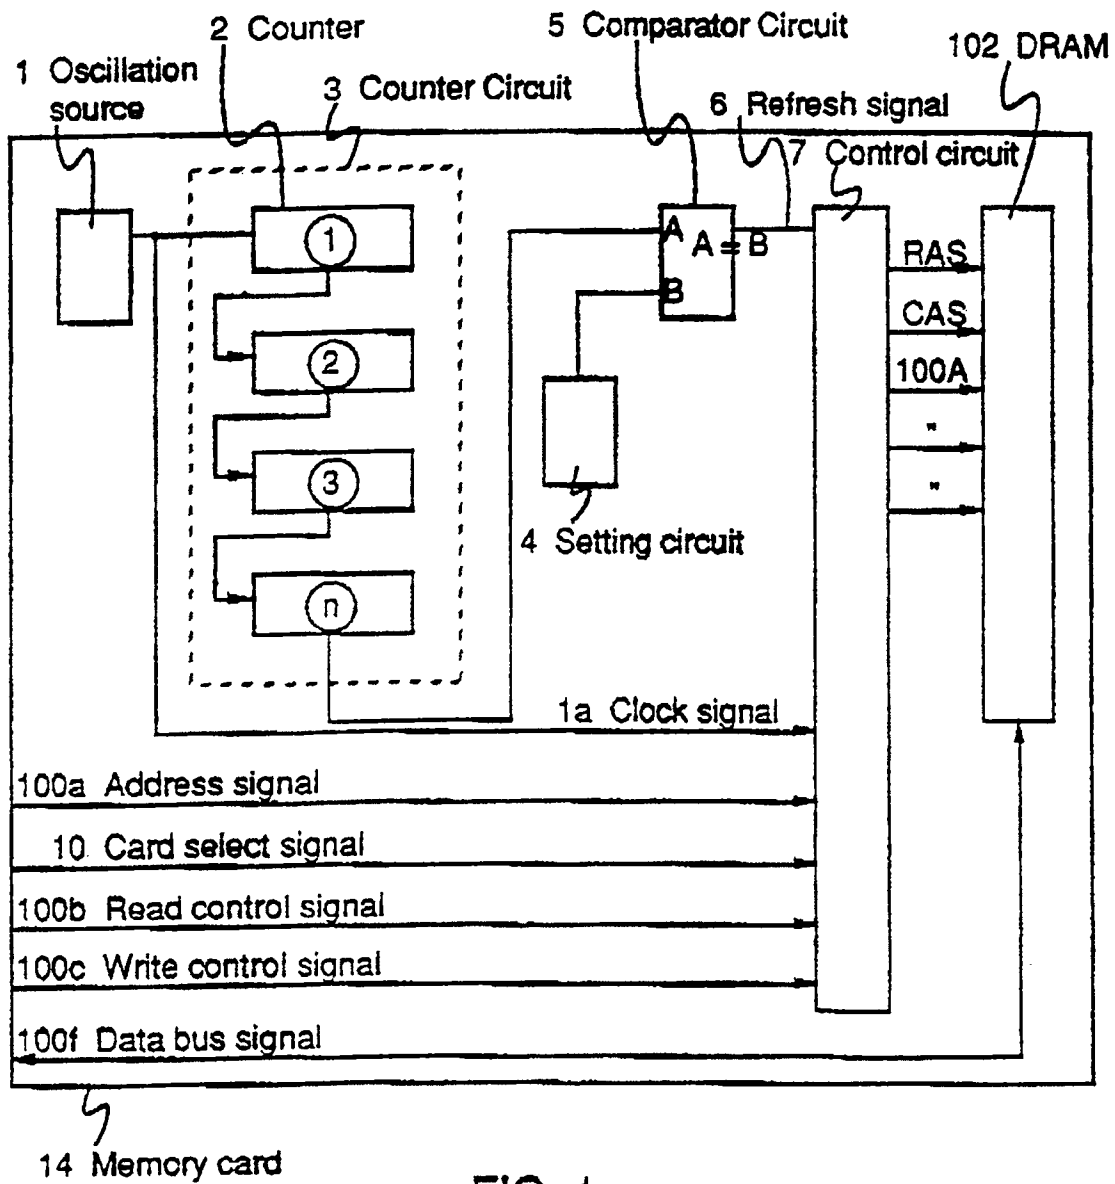 2 Counter
5 Comparator Circuit
102 DRAM
1 Oscillation
source
3 Counter Circuit
6 Refresh signal
7 Control circuit
1
A
A = B
B
RAS
CAS
2
100A
"
3
"
4 Setting circuit
n
1a Clock signal
100a Address signal
10 Card select signal
100b Read control signal
100c Write control signal
100f Data bus signal
14 Memory card